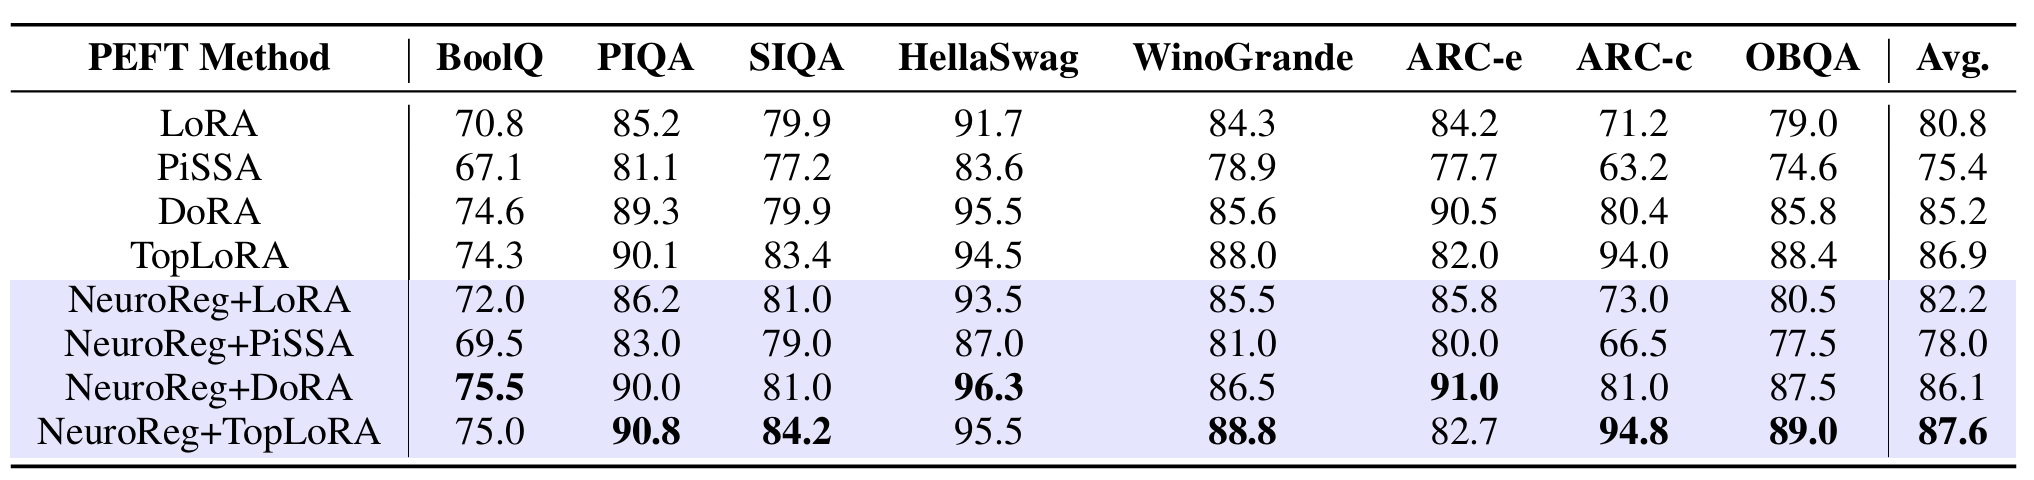 PEFT Method BoolQ PIQA SIQA HellaSwag WinoGrande ARC-e ARC-c OBQA Avg.
LoRA 70.8 85.2 79.9 91.7 84.3 84.2 71.2 79.0 80.8
PiSSA 67.1 81.1 77.2 83.6 78.9 77.7 63.2 74.6 75.4
DoRA 74.6 89.3 79.9 95.5 85.6 90.5 80.4 85.8 85.2
TopLoRA 74.3 90.1 83.4 94.5 88.0 82.0 94.0 88.4 86.9
NeuroReg+LoRA 72.0 86.2 81.0 93.5 85.5 85.8 73.0 80.5 82.2
NeuroReg+PiSSA 69.5 83.0 79.0 87.0 81.0 80.0 66.5 77.5 78.0
NeuroReg+DoRA 75.5 90.0 81.0 96.3 86.5 91.0 81.0 87.5 86.1
NeuroReg+TopLoRA 75.0 90.8 84.2 95.5 88.8 82.7 94.8 89.0 87.6